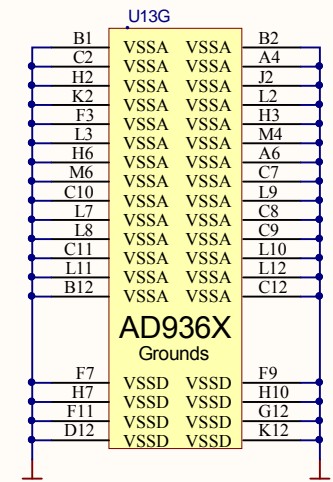 U13G
B1 VSSA VSSA B2
C2 VSSA VSSA A4
H2 VSSA VSSA J2
K2 VSSA VSSA L2
F3 VSSA VSSA H3
L3 VSSA VSSA M4
H6 VSSA VSSA A6
M6 VSSA VSSA C7
C10 VSSA VSSA L9
L7 VSSA VSSA C8
L8 VSSA VSSA C9
C11 VSSA VSSA L10
L11 VSSA VSSA L12
B12 VSSA VSSA C12
AD936X
Grounds
F7 VSSD VSSD F9
H7 VSSD VSSD H10
F11 VSSD VSSD G12
D12 VSSD VSSD K12